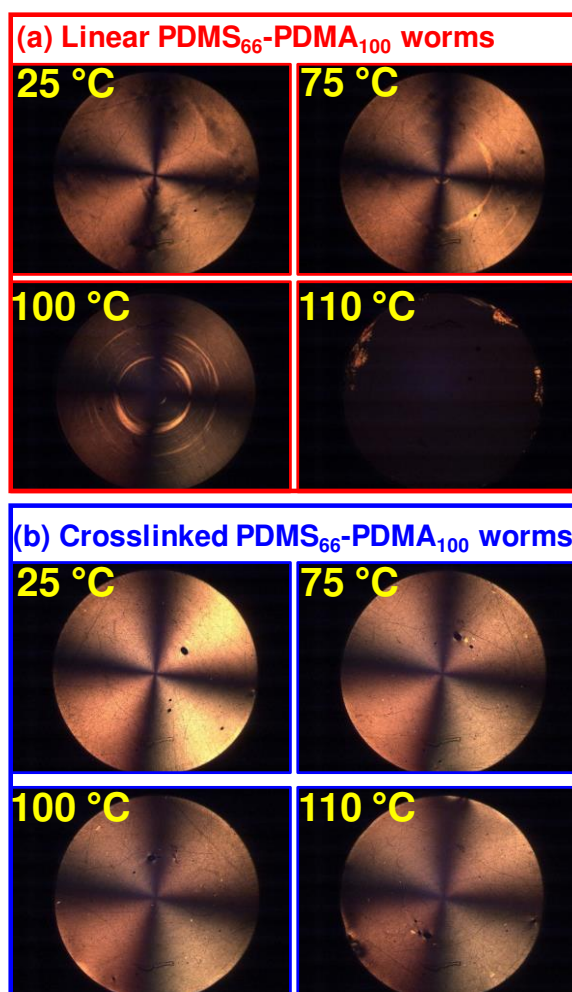 (a) Linear PDMS₆₆-PDMA₁₀₀ worms
25 °C 75 °C
100 °C 110 °C
(b) Crosslinked PDMS₆₆-PDMA₁₀₀ worms
25 °C 75 °C
100 °C 110 °C